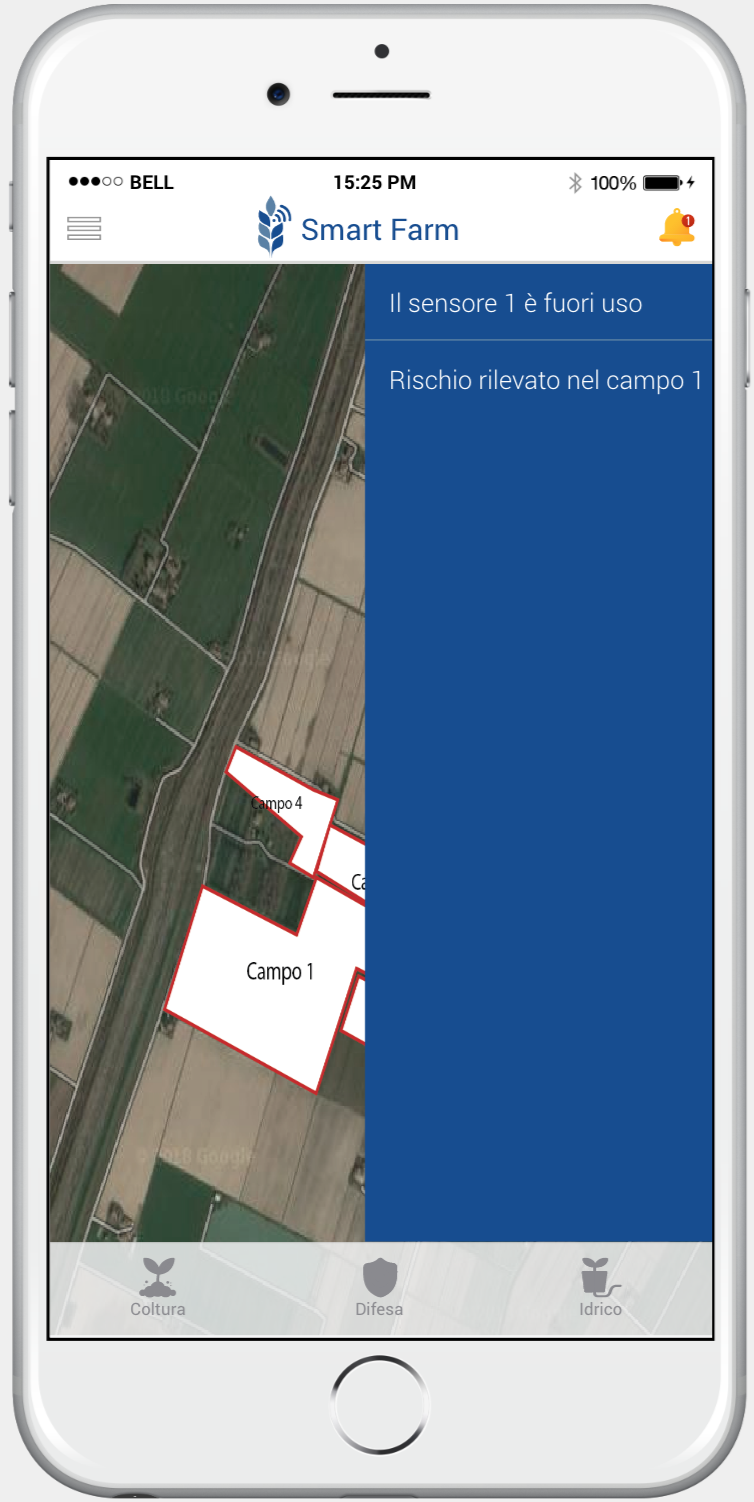 BELL
15:25 PM
100%
Smart Farm
1
Il sensore 1 è fuori uso
Rischio rilevato nel campo 1
2018 Google
2018 Google
Campo 4
Ca
Campo 1
© 2018 Google
Coltura
Difesa
Idrico